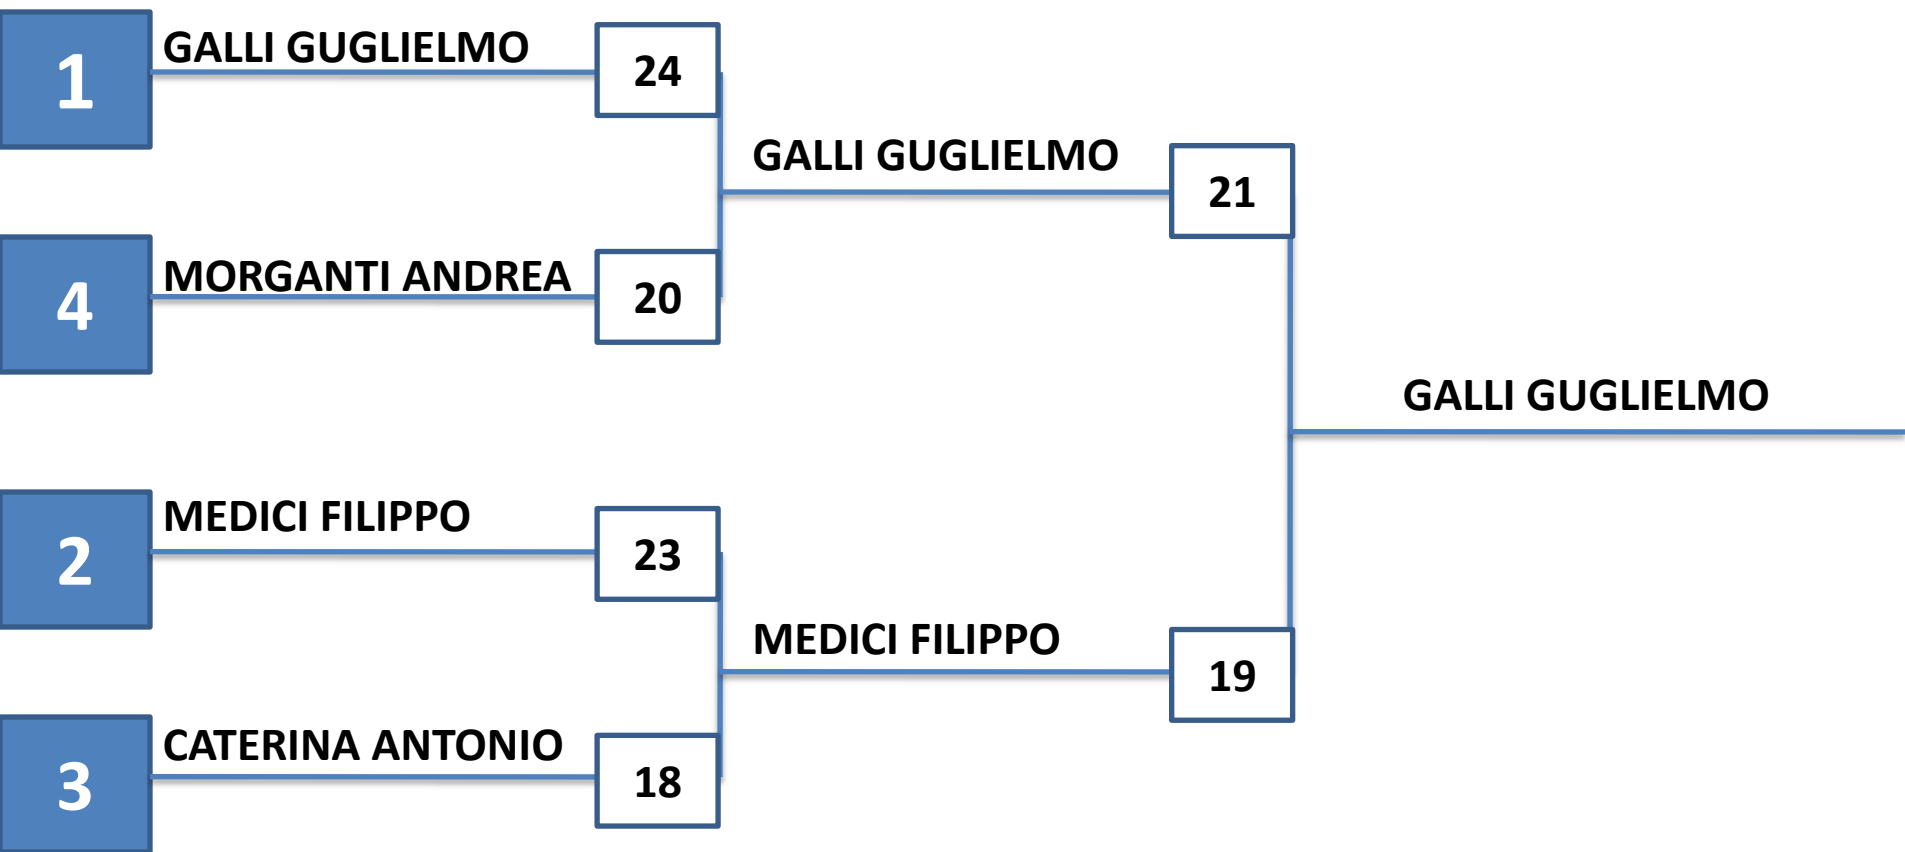 1
GALLI GUGLIELMO
24
GALLI GUGLIELMO
21
4
MORGANTI ANDREA
20
GALLI GUGLIELMO
2
MEDICI FILIPPO
23
MEDICI FILIPPO
19
3
CATERINA ANTONIO
18